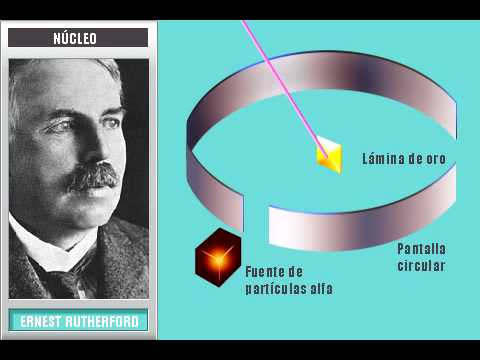 NÚCLEO
ERNEST RUTHERFORD
Lámina de oro
Pantalla
circular
Fuente de
partículas alfa